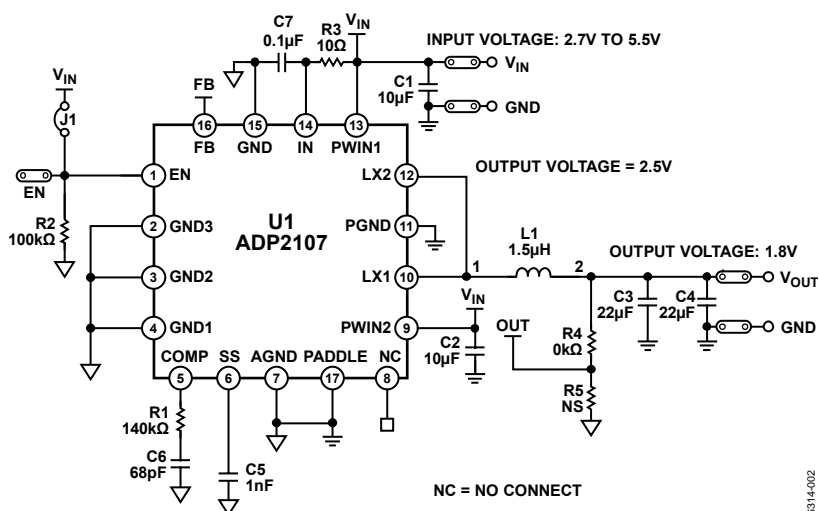 C7
0.1µF
R3
10Ω
VIN
INPUT VOLTAGE: 2.7V TO 5.5V
VIN
C1
10µF
GND
VIN
J1
FB
16
FB
15
GND
14
IN
13
PWIN1
EN
1
EN
LX2
12
OUTPUT VOLTAGE = 2.5V
R2
100kΩ
2
GND3
U1
ADP2107
PGND
11
L1
1.5µH
OUTPUT VOLTAGE: 1.8V
3
GND2
LX1
10
1
2
VOUT
C3
22µF
C4
22µF
GND
4
GND1
PWIN2
9
VIN
C2
10µF
OUT
R4
0kΩ
R5
NS
COMP
5
SS
6
AGND
7
PADDLE
17
NC
8
R1
140kΩ
C6
68pF
C5
1nF
NC = NO CONNECT